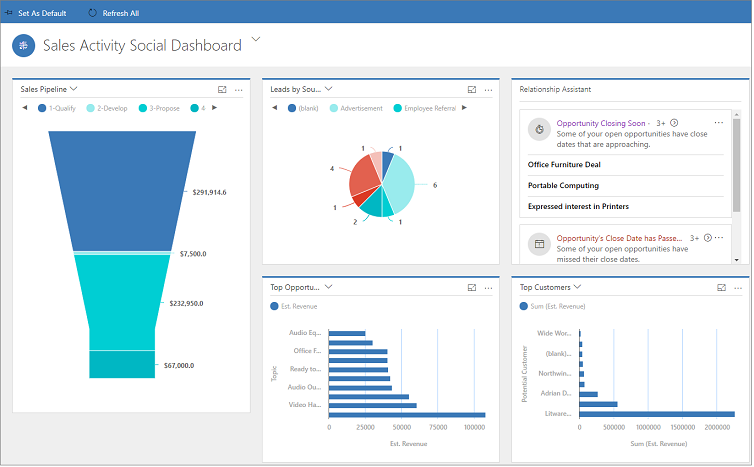 Set As Default
Refresh All
Sales Activity Social Dashboard
Sales Pipeline
1-Qualify
2-Develop
3-Propose
4
$291,914.6
$7,500.0
$232,950.0
$67,000.0
Leads by Sou...
(blank)
Advertisement
Employee Referral
1
1
4
6
1
2
1
Relationship Assistant
Opportunity Closing Soon - 3+
Some of your open opportunities have close
dates that are approaching.
Office Furniture Deal
Portable Computing
Expressed interest in Printers
Opportunity's Close Date has Passe... 3+
Some of your open opportunities have
missed their close dates.
Top Opportu...
Est. Revenue
Topic
Audio Eq...
Office F...
Ready to...
Audio Ou...
Video Ha...
0 25000 50000 75000 100000
Est. Revenue
Top Customers
Sum (Est. Revenue)
Potential Customer
Wide Wor...
(blank)...
Northwin...
Adrian D...
Litware...
0 500000 1000000 1500000 2000000
Sum (Est. Revenue)